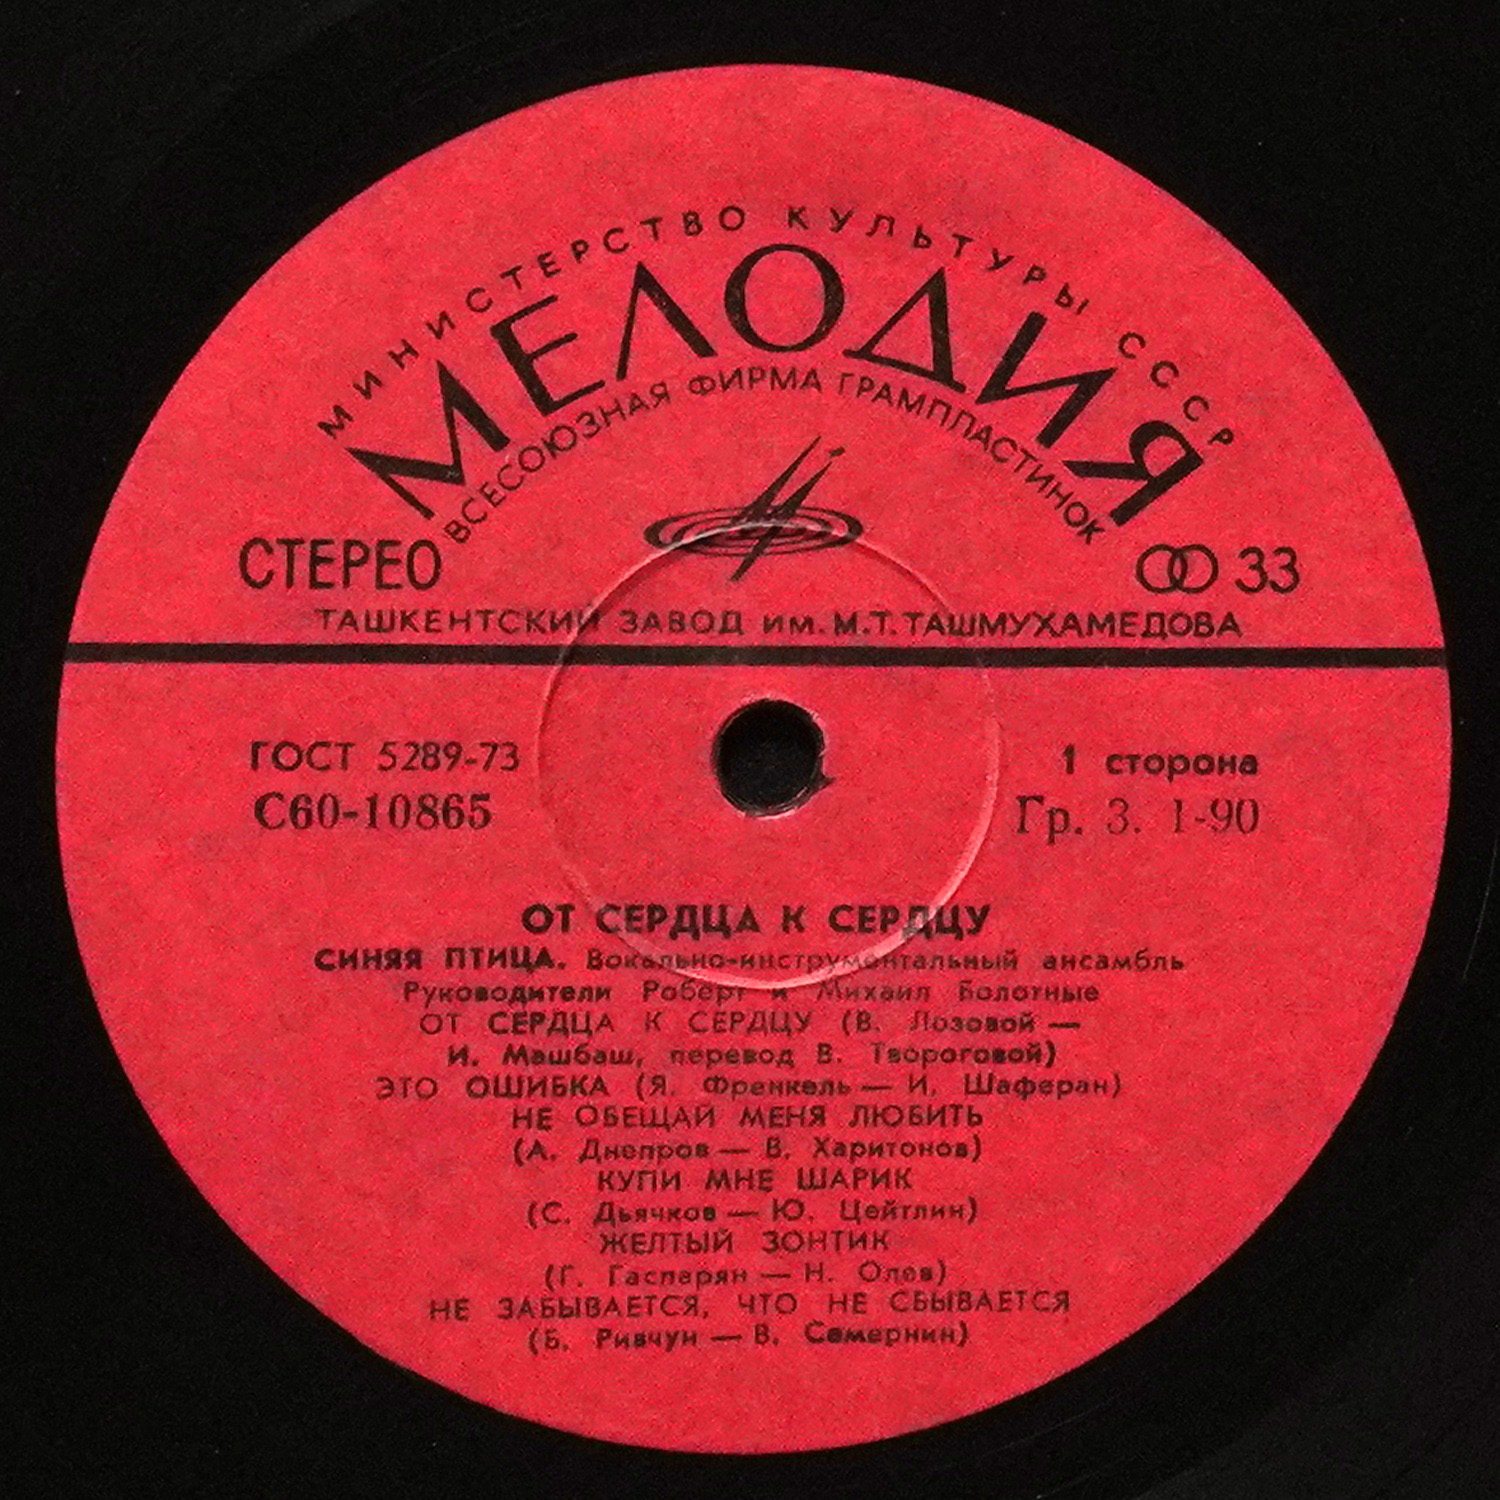 МИНИСТЕРСТВО КУЛЬТУРЫ СССР
МЕЛОДИЯ
ВСЕСОЮЗНАЯ ФИРМА ГРАМПЛАСТИНОК
СТЕРЕО
33
ТАШКЕНТСКИЙ ЗАВОД ИМ. М.Т. ТАШМУХАМЕДОВА
ГОСТ 5289-73
1 сторона
С60-10865
Гр. 3. 1-90
ОТ СЕРДЦА К СЕРДЦУ
СИНЯЯ ПТИЦА. Вокально-инструментальный ансамбль
Руководители Роберт и Михаил Болотные
ОТ СЕРДЦА К СЕРДЦУ (В. Лозовой —
И. Машбаш, перевод В. Твороговой)
ЭТО ОШИБКА (Я. Френкель — И. Шаферан)
НЕ ОБЕЩАЙ МЕНЯ ЛЮБИТЬ
(А. Днепров — В. Харитонов)
КУПИ МНЕ ШАРИК
(С. Дьячков — Ю. Цейтлин)
ЖЕЛТЫЙ ЗОНТИК
(Г. Гаспарян — Н. Олев)
НЕ ЗАБЫВАЕТСЯ, ЧТО НЕ СБЫВАЕТСЯ
(Б. Ривчун — В. Семернин)